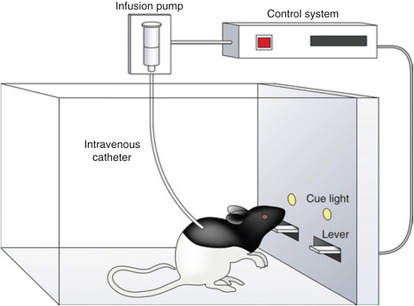 Infusion pump
Control system
Intravenous
catheter
Cue light
Lever